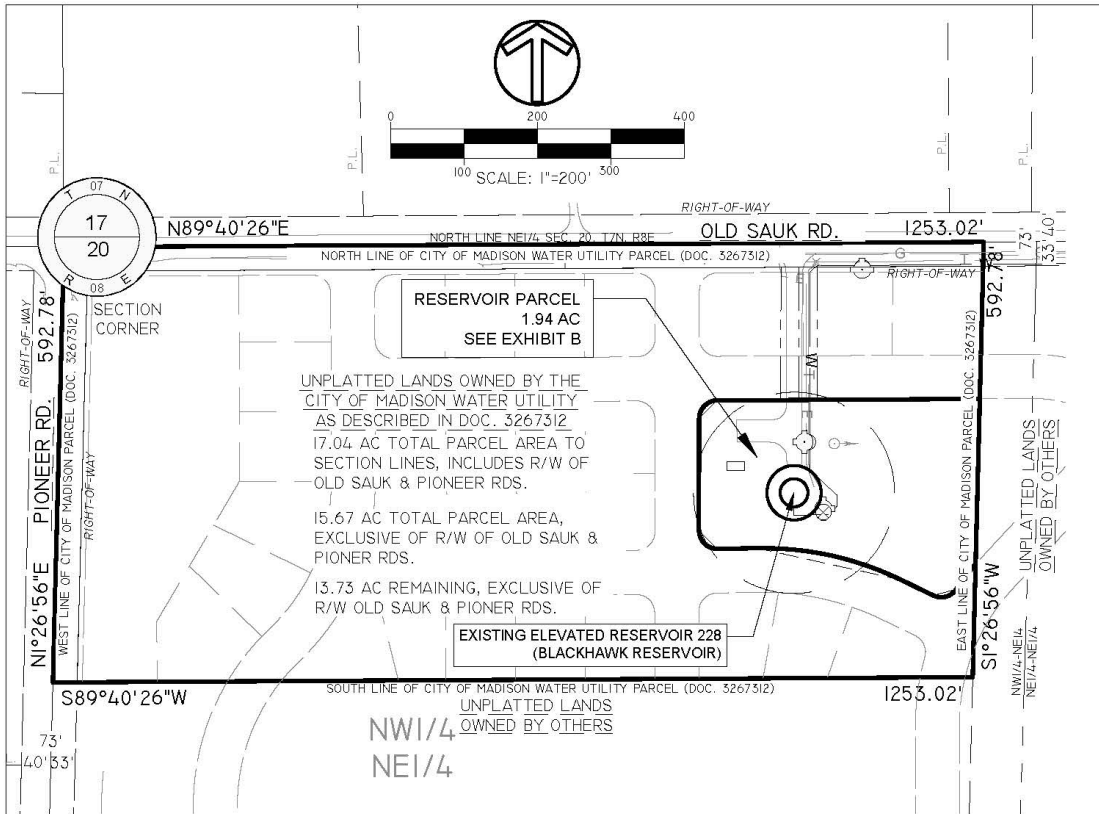 0 200 400
100 300
SCALE: 1"=200'
P.L.
P.L.
P.L.
P.L.
T 07 N
17
20
R 08 E
SECTION
CORNER
N89°40'26"E
RIGHT-OF-WAY
NORTH LINE NE1/4 SEC. 20, T7N, R8E
OLD SAUK RD.
1253.02'
NORTH LINE OF CITY OF MADISON WATER UTILITY PARCEL (DOC. 3267312)
G
T
RIGHT-OF-WAY
73'
33'40'
592.78'
592.78'
RIGHT-OF-WAY
PIONEER RD.
N1°26'56"E
WEST LINE OF CITY OF MADISON PARCEL (DOC. 3267312)
RIGHT-OF-WAY
RESERVOIR PARCEL
1.94 AC
SEE EXHIBIT B
W
T
E
UNPLATTED LANDS OWNED BY THE
CITY OF MADISON WATER UTILITY
AS DESCRIBED IN DOC. 3267312
17.04 AC TOTAL PARCEL AREA TO
SECTION LINES, INCLUDES R/W OF
OLD SAUK & PIONEER RDS.
15.67 AC TOTAL PARCEL AREA,
EXCLUSIVE OF R/W OF OLD SAUK &
PIONER RDS.
13.73 AC REMAINING, EXCLUSIVE OF
R/W OLD SAUK & PIONER RDS.
EXISTING ELEVATED RESERVOIR 228
(BLACKHAWK RESERVOIR)
EAST LINE OF CITY OF MADISON PARCEL (DOC. 3267312)
S1°26'56"W
UNPLATTED LANDS
OWNED BY OTHERS
NW1/4-NE1/4
NE1/4-NE1/4
S89°40'26"W
SOUTH LINE OF CITY OF MADISON WATER UTILITY PARCEL (DOC. 3267312)
1253.02'
UNPLATTED LANDS
OWNED BY OTHERS
NW1/4
NE1/4
73'
40'33'